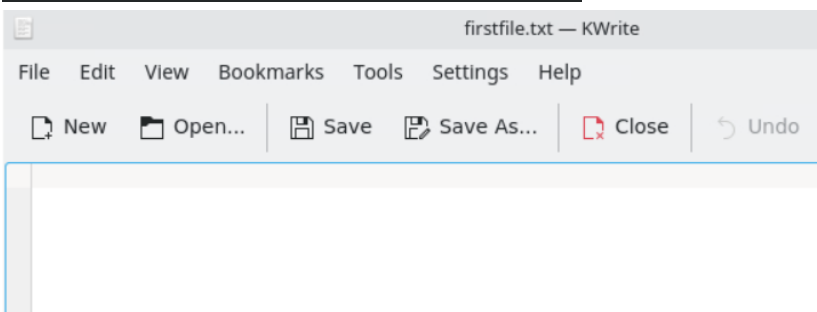 firstfile.txt — KWrite
File Edit View Bookmarks Tools Settings Help
New Open... Save Save As... Close Undo